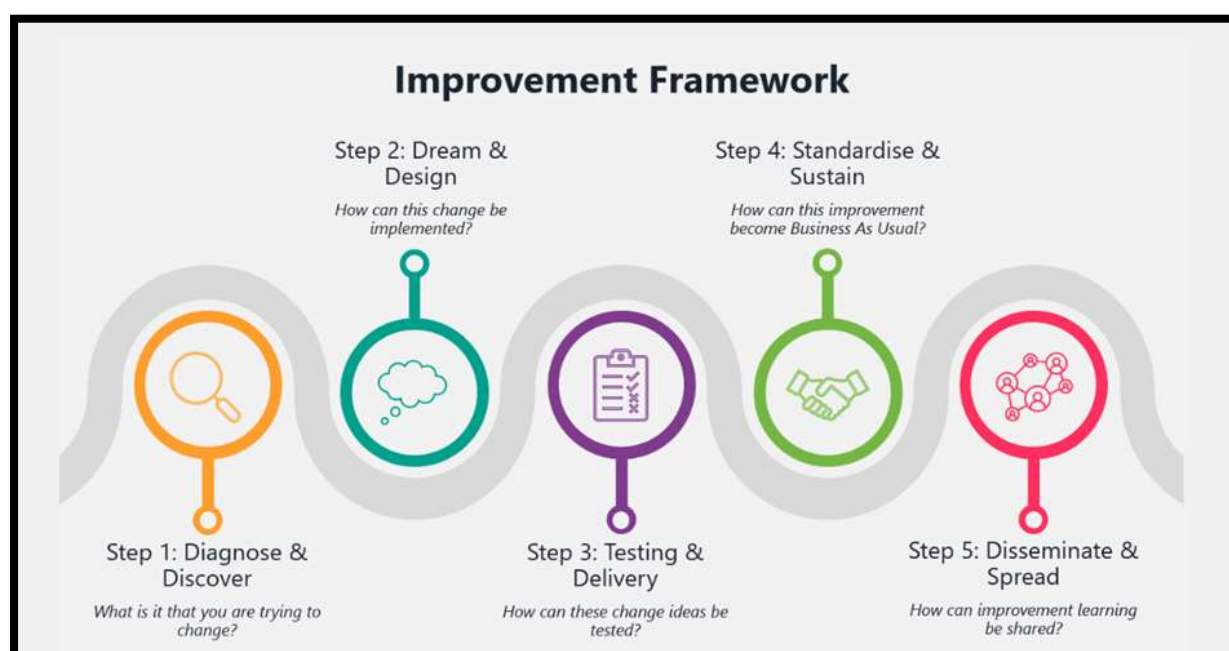 Improvement Framework
Step 1: Diagnose &
Discover
What is it that you are trying to
change?
Step 2: Dream &
Design
How can this change be
implemented?
Step 3: Testing &
Delivery
How can these change ideas be
tested?
Step 4: Standardise &
Sustain
How can this improvement
become Business As Usual?
Step 5: Disseminate &
Spread
How can improvement learning
be shared?